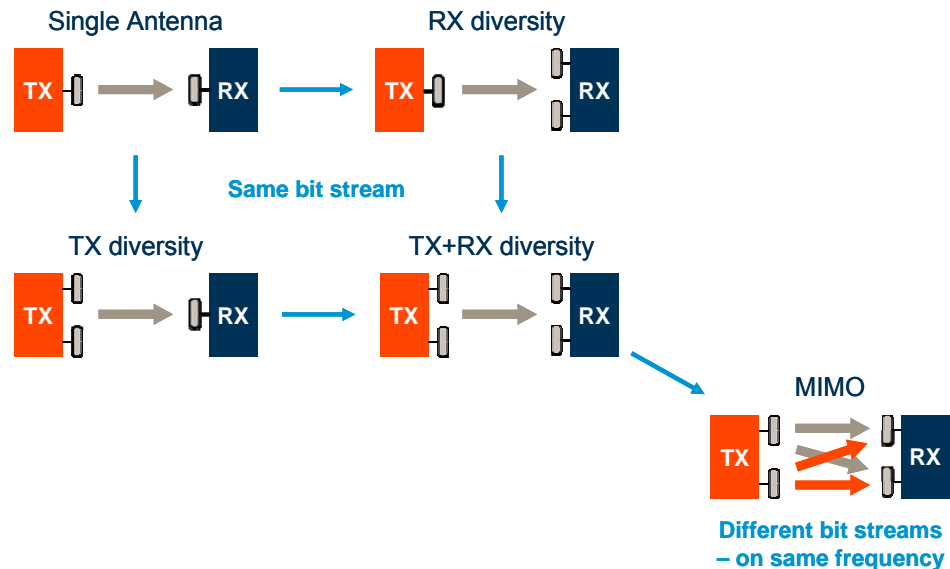 Single Antenna
RX diversity
TX
RX
TX
RX
Same bit stream
TX diversity
TX+RX diversity
TX
RX
TX
RX
MIMO
TX
RX
Different bit streams
– on same frequency